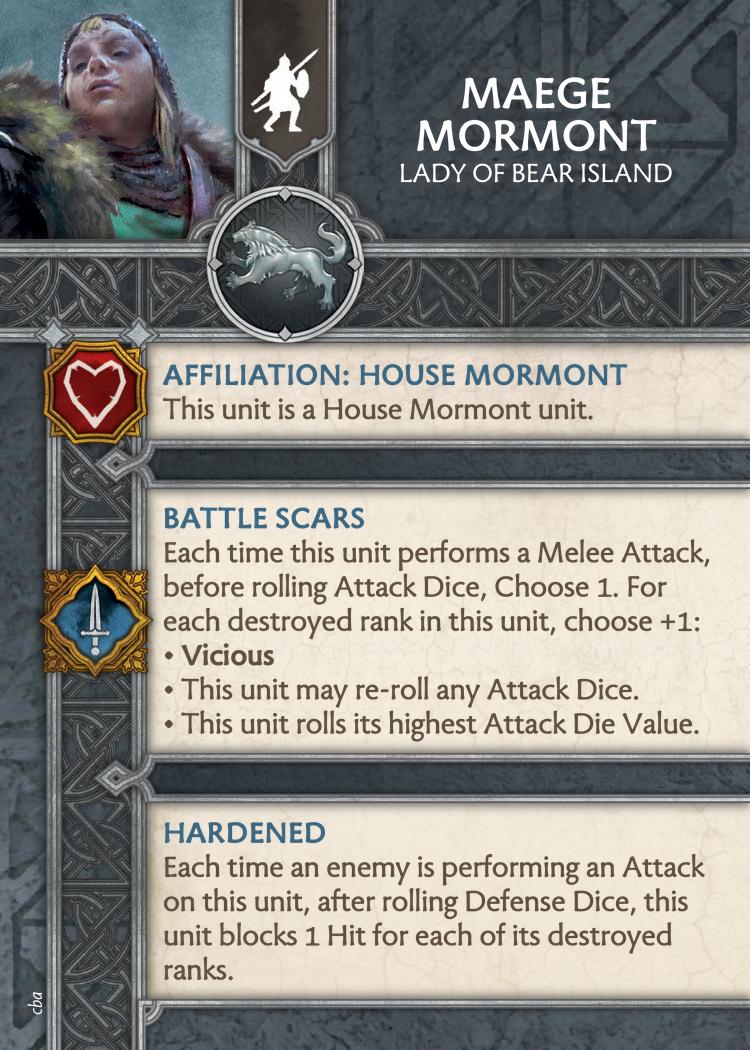 MAEGE
MORMONT
LADY OF BEAR ISLAND
AFFILIATION: HOUSE MORMONT
This unit is a House Mormont unit.
BATTLE SCARS
Each time this unit performs a Melee Attack,
before rolling Attack Dice, Choose 1. For
each destroyed rank in this unit, choose +1:
• Vicious
• This unit may re-roll any Attack Dice.
• This unit rolls its highest Attack Die Value.
HARDENED
Each time an enemy is performing an Attack
on this unit, after rolling Defense Dice, this
unit blocks 1 Hit for each of its destroyed
ranks.
cba